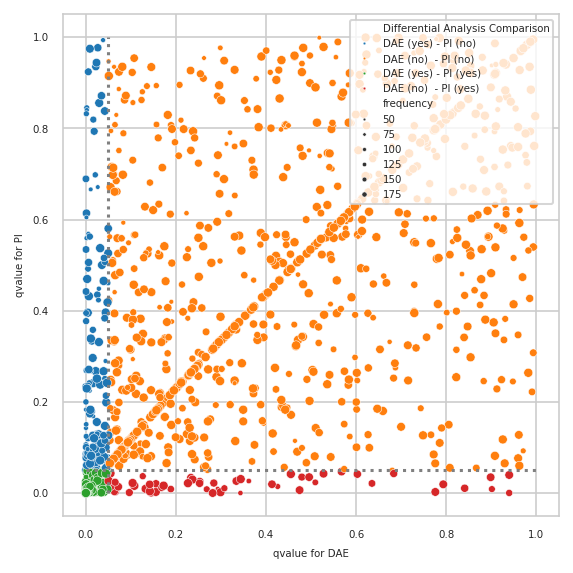 Differential Analysis Comparison
DAE (yes) - PI (no)
DAE (no)  - PI (no)
DAE (yes) - PI (yes)
DAE (no)  - PI (yes)
frequency
50
75
100
125
150
175
1.0
0.8
0.6
0.4
0.2
0.0
qvalue for PI
0.0 0.2 0.4 0.6 0.8 1.0
qvalue for DAE